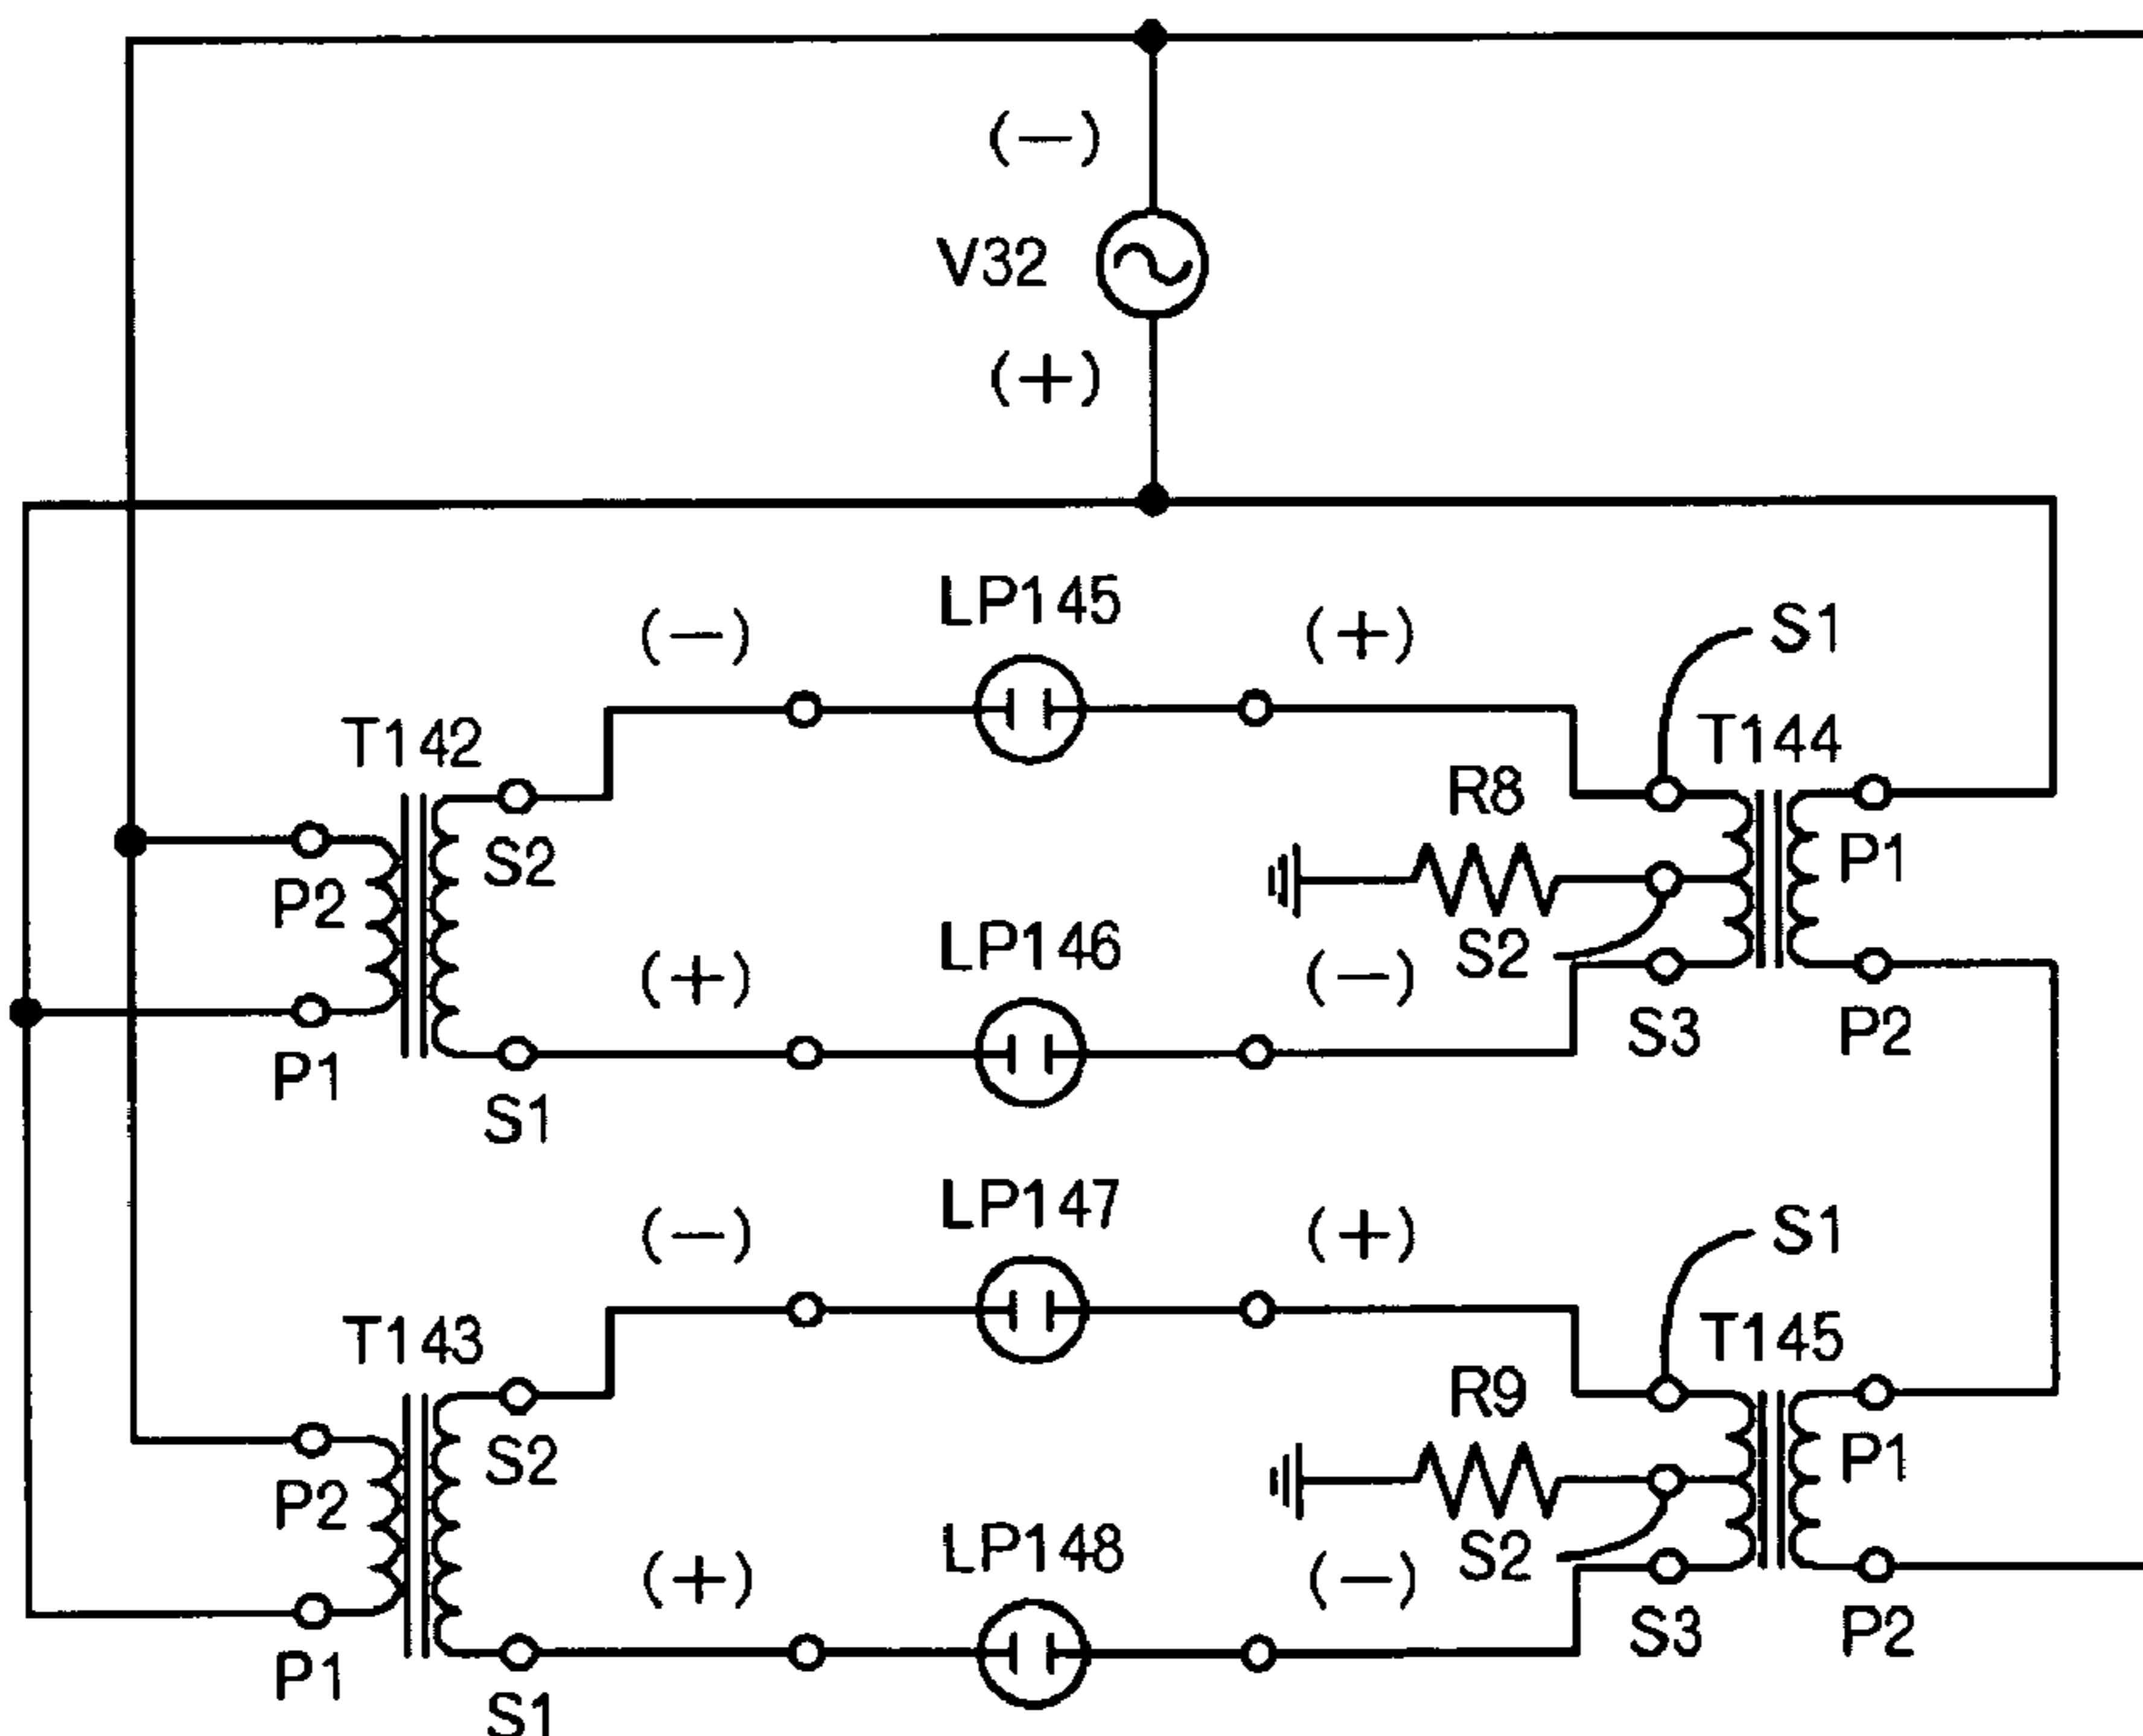 (−)
V32
(+)
LP145
(−)
(+)
S1
T142
T144
R8
S2
P2
P1
LP146
S2
(+)
(−)
S3
P2
P1
S1
LP147
(−)
(+)
S1
T143
T145
R9
S2
P2
P1
LP148
S2
(+)
(−)
S3
P2
P1
S1